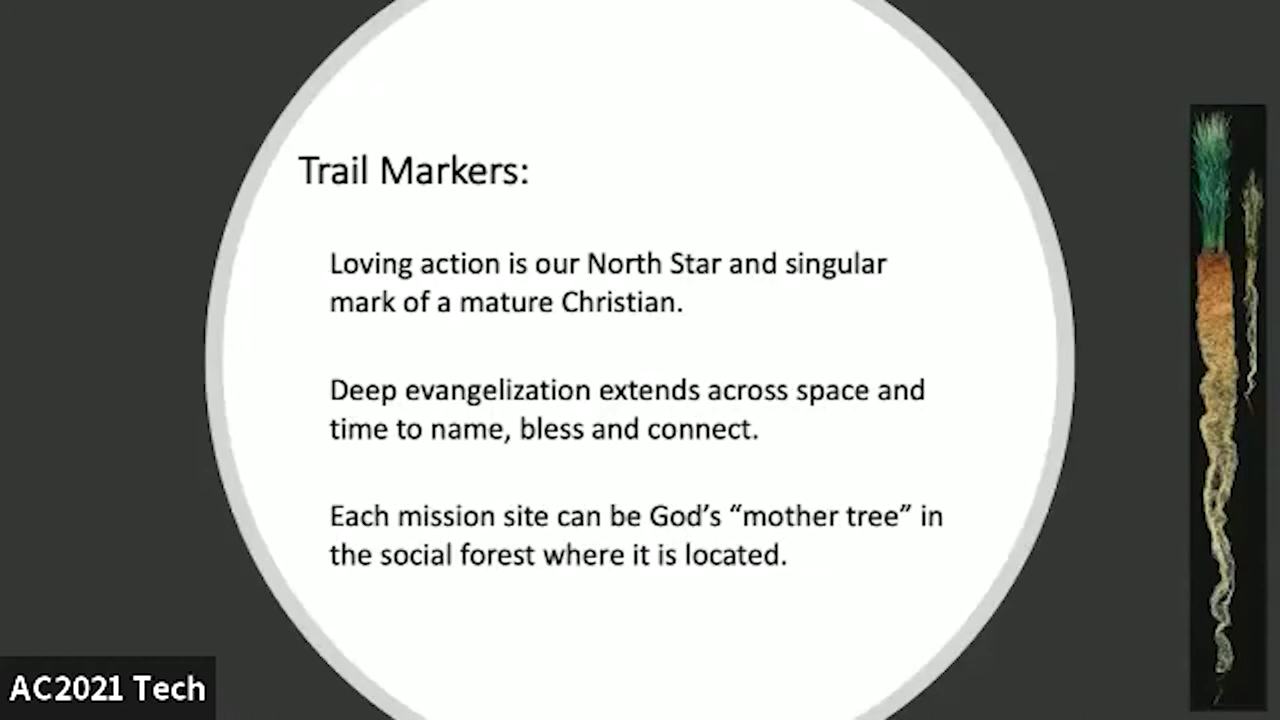 Trail Markers:
Loving action is our North Star and singular
mark of a mature Christian.
Deep evangelization extends across space and
time to name, bless and connect.
Each mission site can be God’s “mother tree” in
the social forest where it is located.
AC2021 Tech